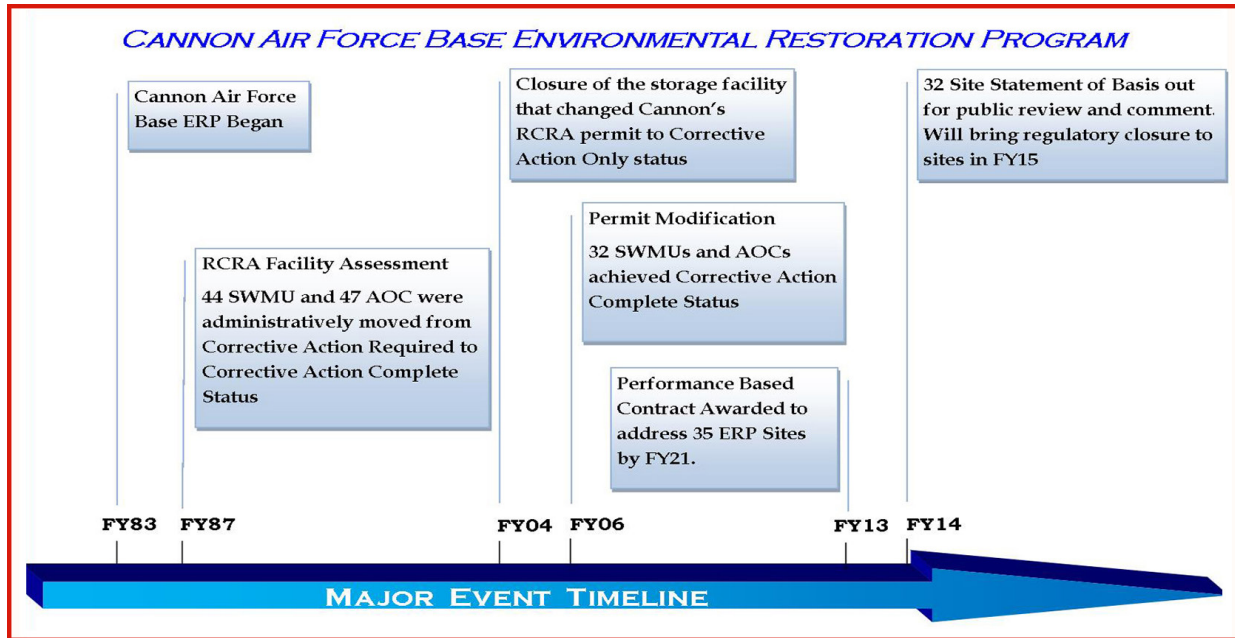 CANNON AIR FORCE BASE ENVIRONMENTAL RESTORATION PROGRAM
Cannon Air Force
Base ERP Began
RCRA Facility Assessment
44 SWMU and 47 AOC were
administratively moved from
Corrective Action Required to
Corrective Action Complete
Status
Closure of the storage facility
that changed Cannon's
RCRA permit to Corrective
Action Only status
Permit Modification
32 SWMUs and AOCs
achieved Corrective Action
Complete Status
Performance Based
Contract Awarded to
address 35 ERP Sites
by FY21.
32 Site Statement of Basis out
for public review and comment.
Will bring regulatory closure to
sites in FY15
FY83 FY87 FY04 FY06 FY13 FY14
MAJOR EVENT TIMELINE